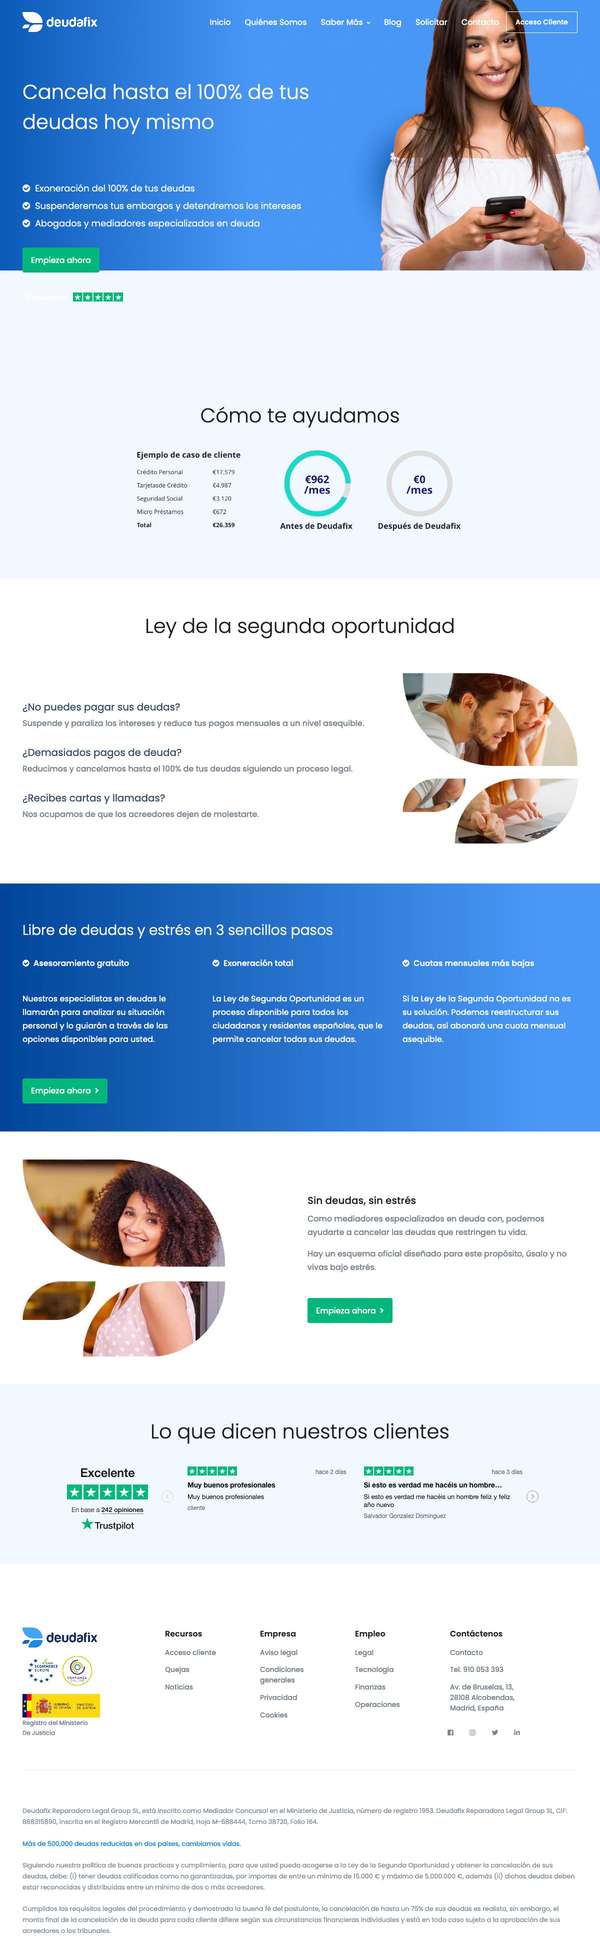 deudafix
Inicio Quiénes Somos Saber Más Blog Solicitar Contacto Acceso Cliente
Cancela hasta el 100% de tus
deudas hoy mismo
Exoneración del 100% de tus deudas
Suspenderemos tus embargos y detendremos los intereses
Abogados y mediadores especializados en deuda
Empieza ahora
Cómo te ayudamos
Ejemplo de caso de cliente
Crédito Personal €17.579
Tarjetasde Crédito €4.987
Seguridad Social €3.120
Micro Préstamos €672
Total €26.359
€962
/mes
Antes de Deudafix
€0
/mes
Después de Deudafix
Ley de la segunda oportunidad
¿No puedes pagar sus deudas?
Suspende y paraliza los intereses y reduce tus pagos mensuales a un nivel asequible.
¿Demasiados pagos de deuda?
Reducimos y cancelamos hasta el 100% de tus deudas siguiendo un proceso legal.
¿Recibes cartas y llamadas?
Nos ocupamos de que los acreedores dejen de molestarte.
Libre de deudas y estrés en 3 sencillos pasos
Asesoramiento gratuito
Nuestros especialistas en deudas le
llamarán para analizar su situación
personal y lo guiarán a través de las
opciones disponibles para usted.
Exoneración total
La Ley de Segunda Oportunidad es un
proceso disponible para todos los
ciudadanos y residentes españoles, que le
permite cancelar todas sus deudas.
Cuotas mensuales más bajas
Si la Ley de la Segunda Oportunidad no es
su solución. Podemos reestructurar sus
deudas, así abonará una cuota mensual
asequible.
Empieza ahora
Sin deudas, sin estrés
Como mediadores especializados en deuda con, podemos
ayudarte a cancelar las deudas que restringen tu vida.
Hay un esquema oficial diseñado para este propósito, úsalo y no
vivas bajo estrés.
Empieza ahora
Lo que dicen nuestros clientes
Excelente
En base a 242 opiniones
Trustpilot
hace 2 días
Muy buenos profesionales
Muy buenos profesionales
cliente
hace 3 días
Si esto es verdad me hacéis un hombre…
Si esto es verdad me hacéis un hombre feliz y feliz
año nuevo
Salvador Gonzalez Dominguez
deudafix
ECOMMERCE
EUROPE
CONFIANZA
Registro del Ministerio
De Justicia
Recursos
Acceso cliente
Quejas
Noticias
Empresa
Aviso legal
Condiciones
generales
Privacidad
Cookies
Empleo
Legal
Tecnología
Finanzas
Operaciones
Contáctenos
Contacto
Tel. 910 053 393
Av. de Bruselas, 13,
28108 Alcobendas,
Madrid, España
Deudafix Reparadora Legal Group SL, está inscrito como Mediador Concursal en el Ministerio de Justicia, número de registro 1953. Deudafix Reparadora Legal Group SL, CIF:
B88315890, inscrita en el Registro Mercantil de Madrid, Hoja M-688444, Tomo 38720, Folio 164.
Más de 500,000 deudas reducidas en dos países, cambiamos vidas.
Siguiendo nuestra política de buenas practicas y cumplimiento, para que usted pueda acogerse a la Ley de la Segunda Oportunidad y obtener la cancelación de sus
deudas, debe: (i) tener deudas calificadas como no garantizadas, por importes de entre un mínimo de 15.000 € y máximo de 5.000.000 €, además (ii) dichas deudas deben
estar reconocidas y distribuidas entre un mínimo de dos o más acreedores.
Cumplidos los requisitos legales del procedimiento y demostrada la buena fé del postulante, la cancelación de hasta un 75% de sus deudas es realista, sin embargo, el
monto final de la cancelación de la deuda para cada cliente difiere según sus circunstancias financieras individuales y está en todo caso sujeto a la aprobación de sus
acreedores o los tribunales.